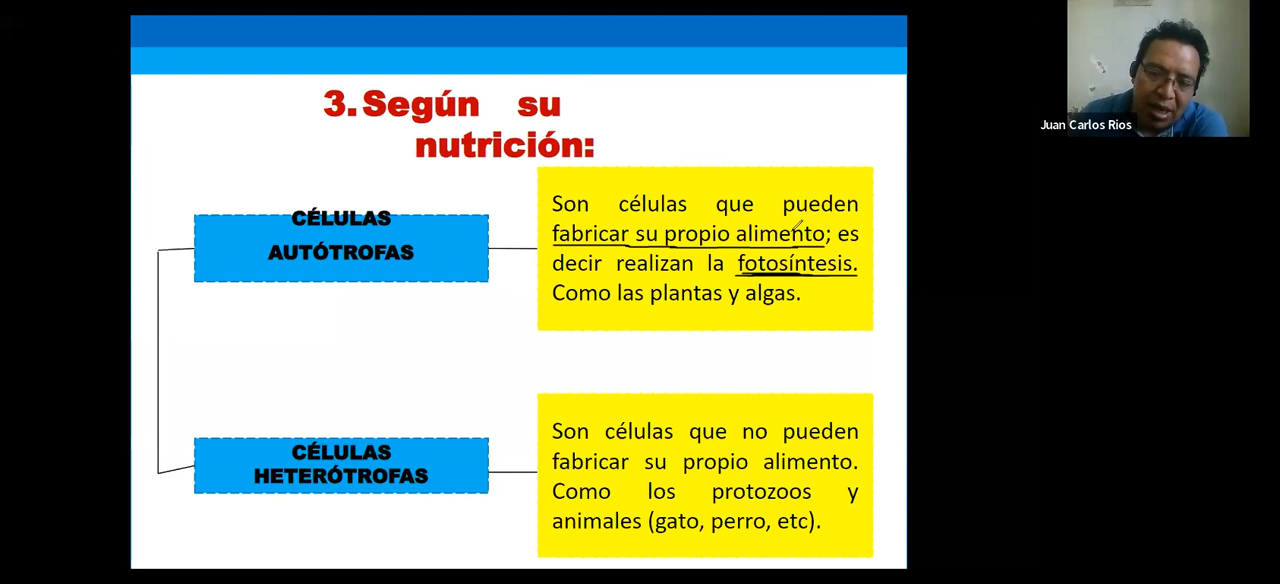 3. Según su
nutrición:
CÉLULAS
AUTÓTROFAS
Son células que pueden
fabricar su propio alimento; es
decir realizan la fotosíntesis.
Como las plantas y algas.
CÉLULAS
HETERÓTROFAS
Son células que no pueden
fabricar su propio alimento.
Como los protozoos y
animales (gato, perro, etc).
Juan Carlos Rios